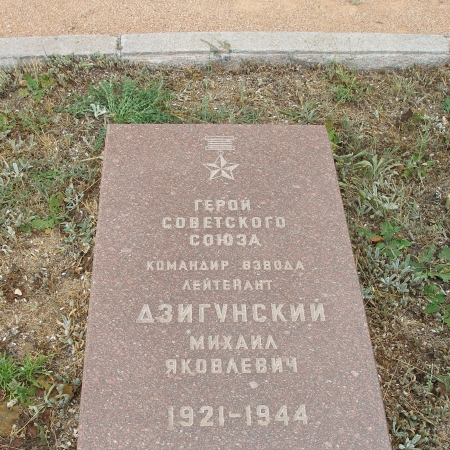 ГЕРОЙ
СОВЕТСКОГО
СОЮЗА
КОМАНДИР ВЗВОДА
ЛЕЙТЕНАНТ
ДЗИГУНСКИЙ
МИХАИЛ
ЯКОВЛЕВИЧ
1921-1944